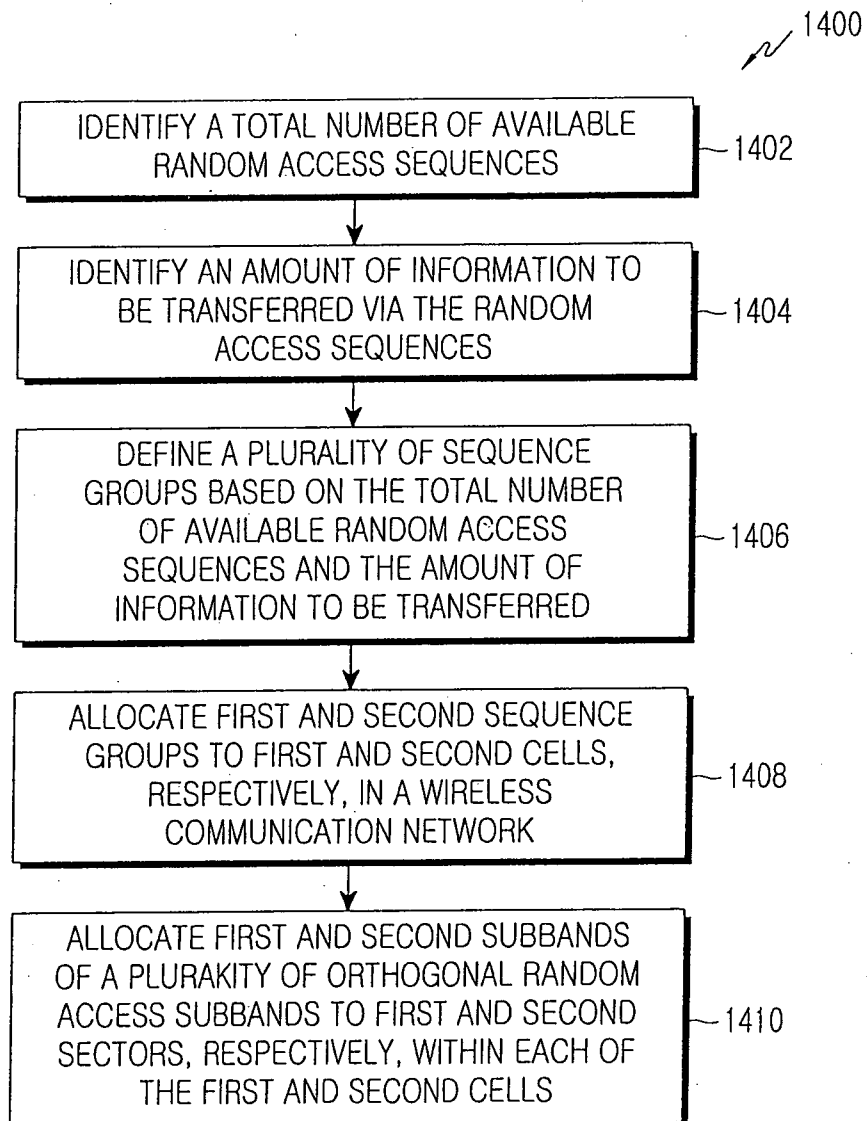 1400
IDENTIFY A TOTAL NUMBER OF AVAILABLE
RANDOM ACCESS SEQUENCES
1402
IDENTIFY AN AMOUNT OF INFORMATION TO
BE TRANSFERRED VIA THE RANDOM
ACCESS SEQUENCES
1404
DEFINE A PLURALITY OF SEQUENCE
GROUPS BASED ON THE TOTAL NUMBER
OF AVAILABLE RANDOM ACCESS
SEQUENCES AND THE AMOUNT OF
INFORMATION TO BE TRANSFERRED
1406
ALLOCATE FIRST AND SECOND SEQUENCE
GROUPS TO FIRST AND SECOND CELLS,
RESPECTIVELY, IN A WIRELESS
COMMUNICATION NETWORK
1408
ALLOCATE FIRST AND SECOND SUBBANDS
OF A PLURAKITY OF ORTHOGONAL RANDOM
ACCESS SUBBANDS TO FIRST AND SECOND
SECTORS, RESPECTIVELY, WITHIN EACH OF
THE FIRST AND SECOND CELLS
1410